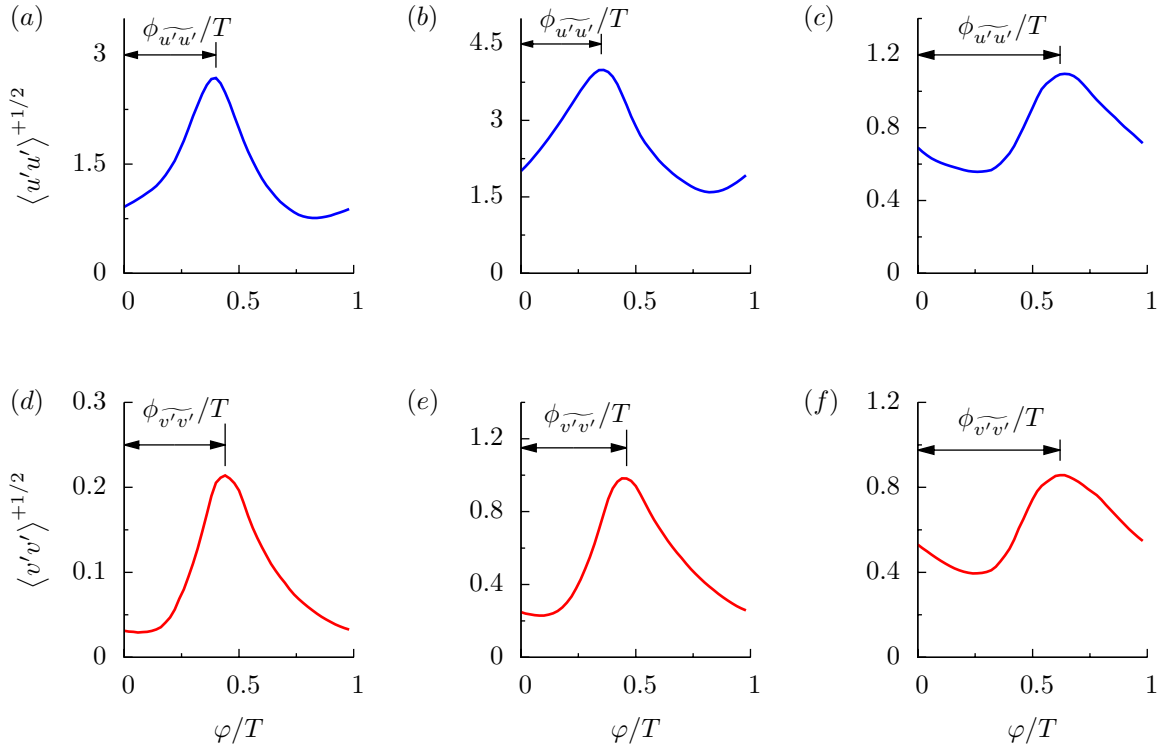 (a) ϕ_{\widetilde{u′u′}}/T
3
1.5
0
⟨u′u′⟩^{+1/2}
0 0.5 1
(b) ϕ_{\widetilde{u′u′}}/T
4.5
3
1.5
0
0 0.5 1
(c) ϕ_{\widetilde{u′u′}}/T
1.2
0.8
0.4
0
0 0.5 1
(d) ϕ_{\widetilde{v′v′}}/T
0.3
0.2
0.1
0
⟨v′v′⟩^{+1/2}
0 0.5 1
φ/T
(e) ϕ_{\widetilde{v′v′}}/T
1.2
0.8
0.4
0
0 0.5 1
φ/T
(f) ϕ_{\widetilde{v′v′}}/T
1.2
0.8
0.4
0
0 0.5 1
φ/T